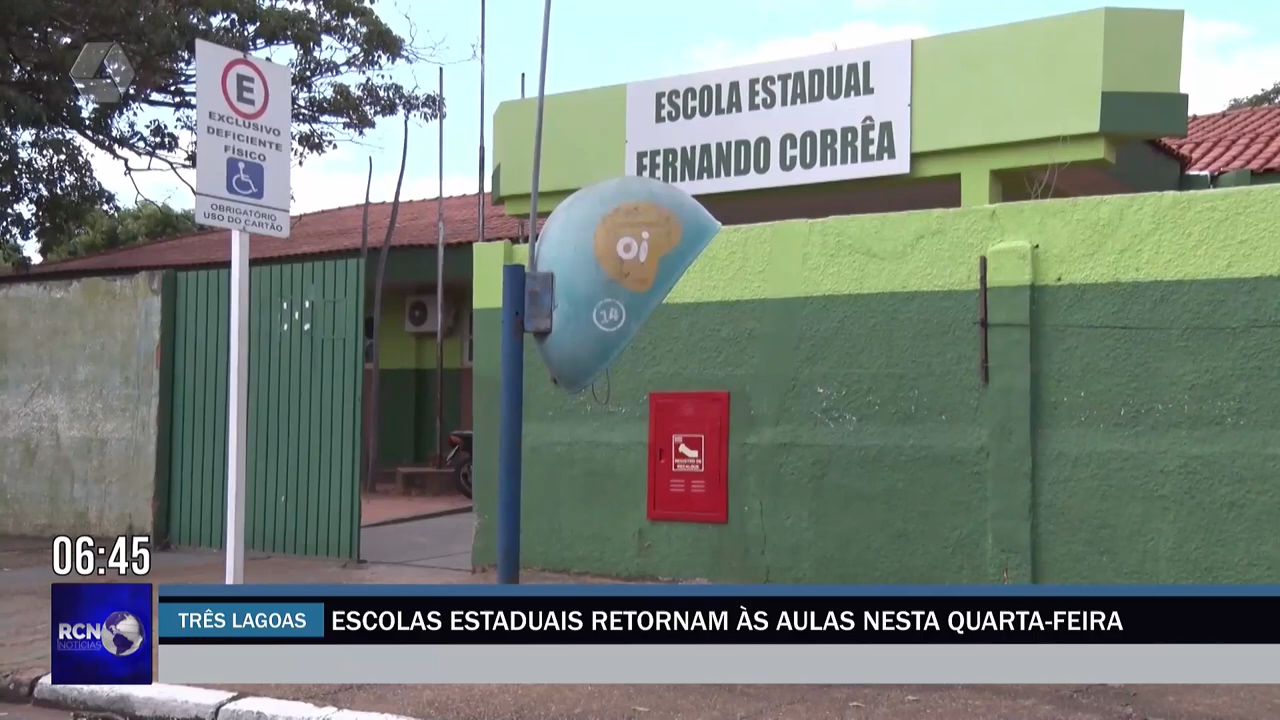 E
EXCLUSIVO
DEFICIENTE
FÍSICO
OBRIGATÓRIO
USO DO CARTÃO
ESCOLA ESTADUAL
FERNANDO CORRÊA
oi
14
REGISTRO DE
RECALQUE
06:45
RCN
NOTÍCIAS
TRÊS LAGOAS
ESCOLAS ESTADUAIS RETORNAM ÀS AULAS NESTA QUARTA-FEIRA